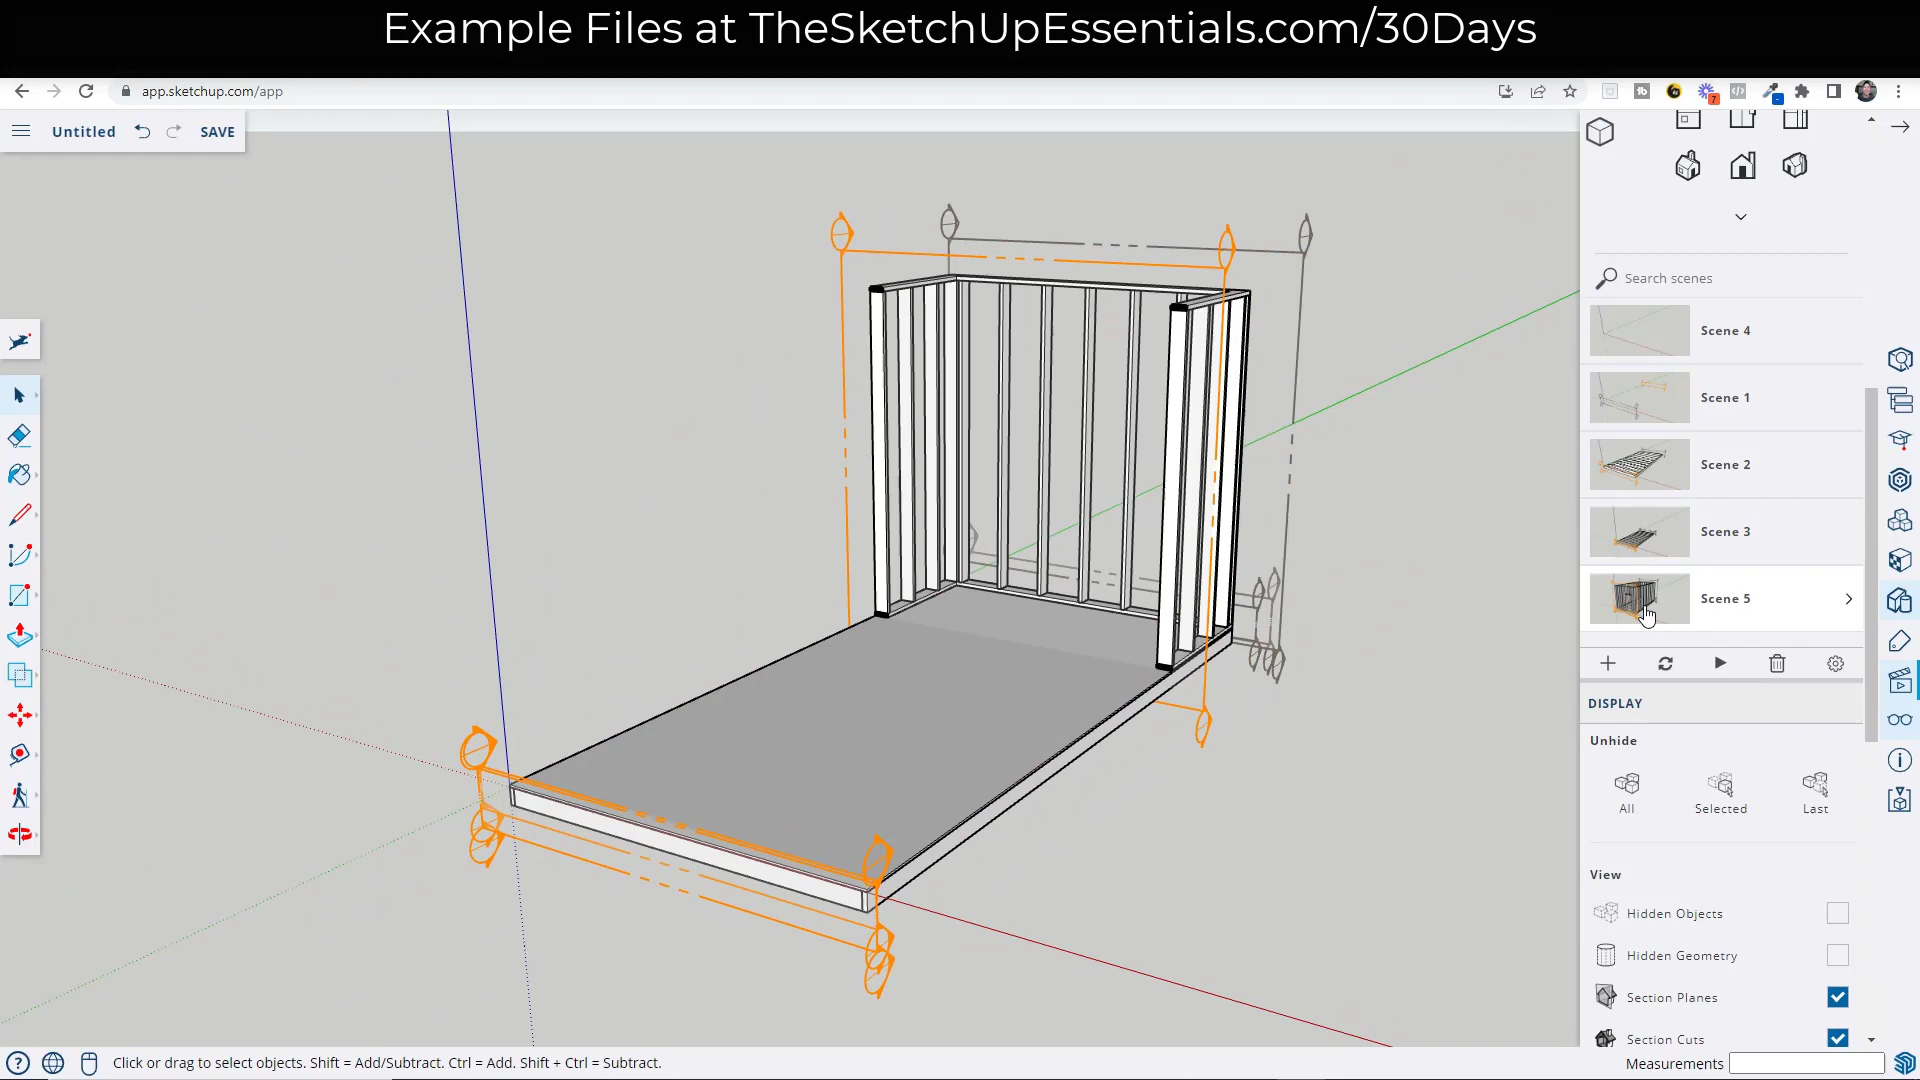 Example Files at TheSketchUpEssentials.com/30Days
app.sketchup.com/app
7
Untitled
SAVE
Search scenes
Scene 4
Scene 1
Scene 2
Scene 3
Scene 5
DISPLAY
Unhide
All
Selected
Last
View
Hidden Objects
Hidden Geometry
Section Planes
Section Cuts
Click or drag to select objects. Shift = Add/Subtract. Ctrl = Add. Shift + Ctrl = Subtract.
Measurements